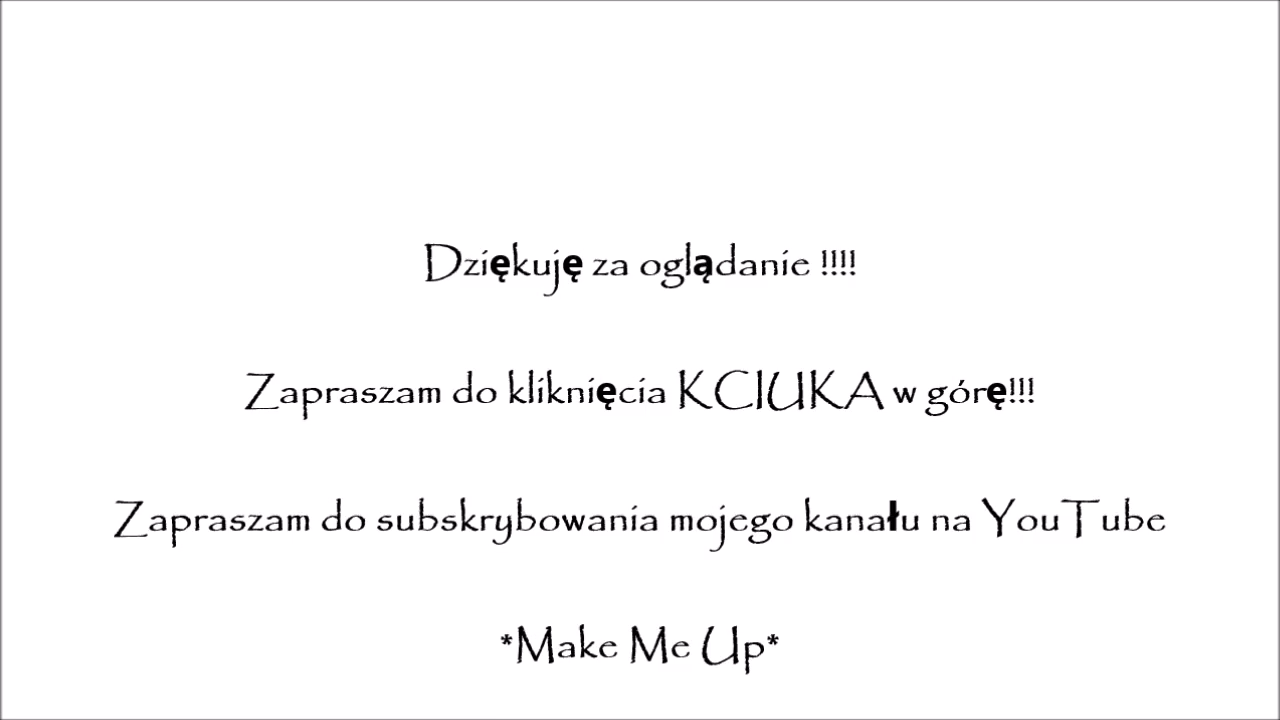 Dziękuję za oglądanie !!!!
Zapraszam do kliknięcia KCIUKA w górę!!!
Zapraszam do subskrybowania mojego kanału na YouTube
*Make Me Up*